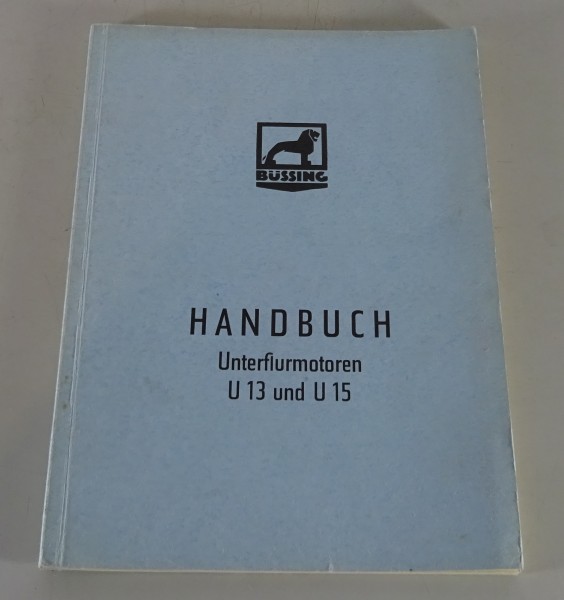 BÜSSING
HANDBUCH
Unterflurmotoren
U 13 und U 15